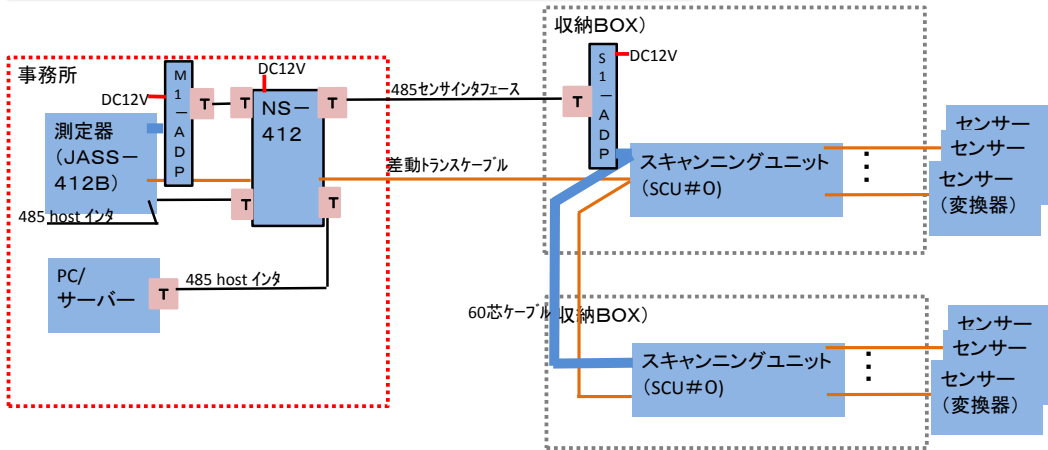 収納BOX)
S1－ADP
DC12V
T
事務所
M1－ADP
DC12V
T
T
DC12V
NS－
412
T
485センサインタフェース
測定器
(JASS－
412B)
差動トランスケーブル
スキャンニングユニット
(SCU#0)
センサー
センサー
センサー
(変換器)
485 host インタ
T
T
PC/
サーバー
T
485 host インタ
60芯ケーブル
収納BOX)
スキャンニングユニット
(SCU#0)
センサー
センサー
センサー
(変換器)